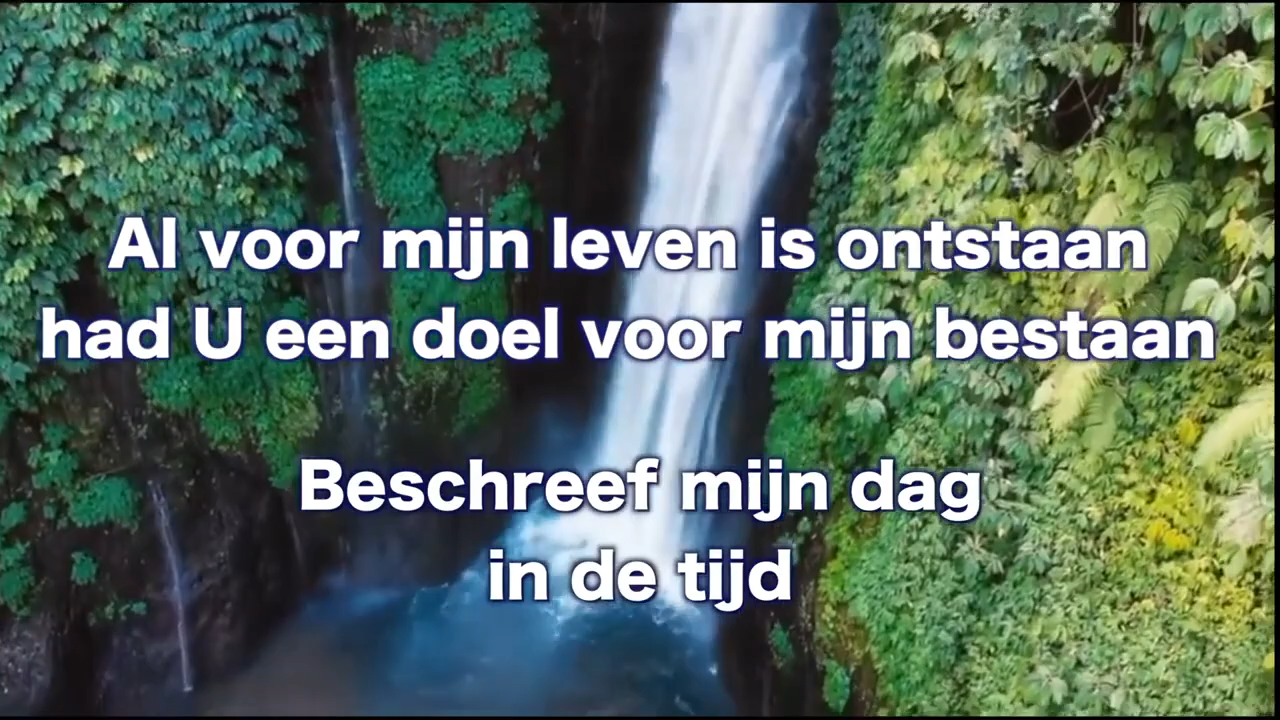 Al voor mijn leven is ontstaan
had U een doel voor mijn bestaan
Beschreef mijn dag
in de tijd